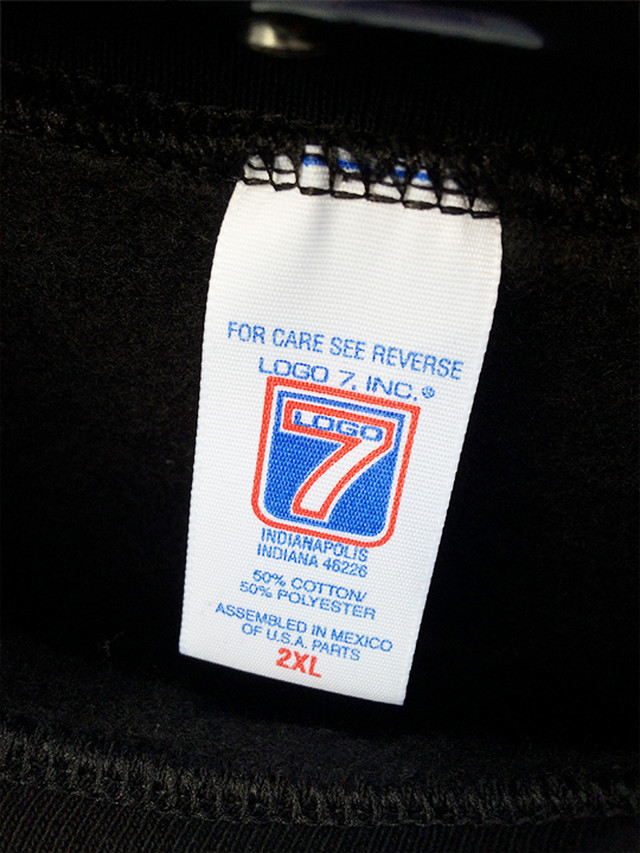 FOR CARE SEE REVERSE
LOGO 7, INC.®
LOGO
7
INDIANAPOLIS
INDIANA 46226
50% COTTON/
50% POLYESTER
ASSEMBLED IN MEXICO
OF U.S.A. PARTS
2XL